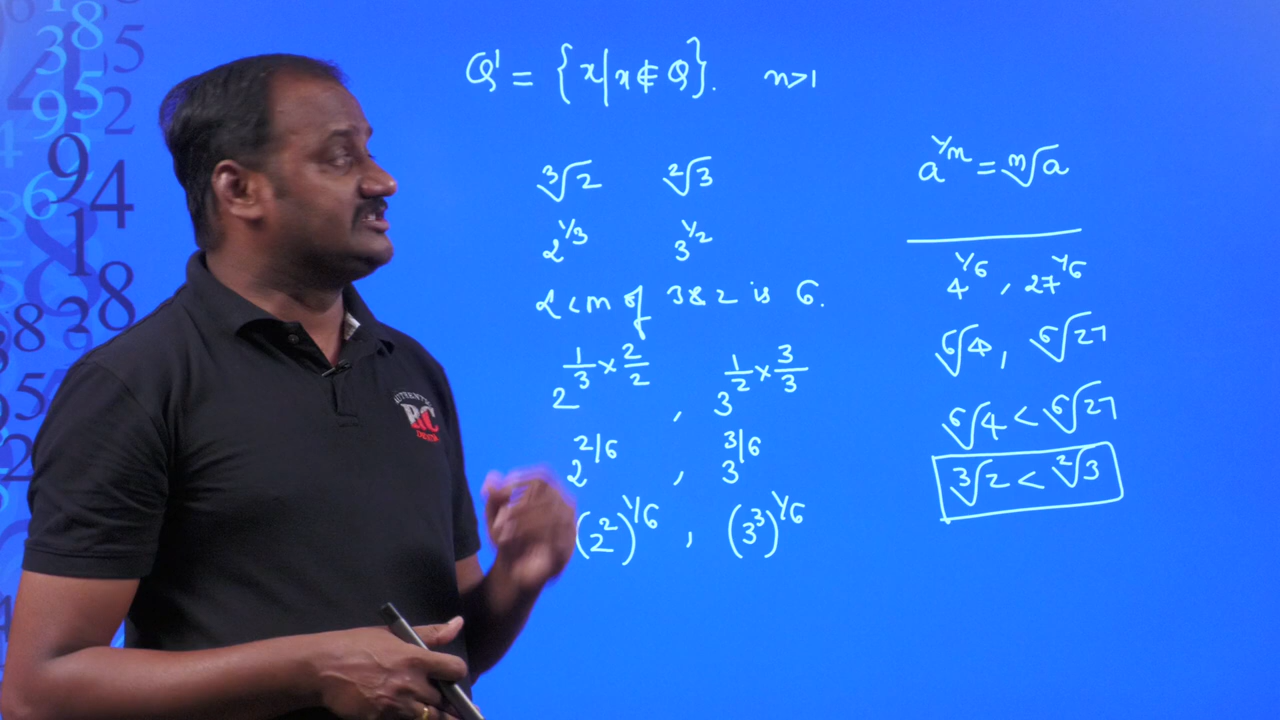 Q' = {x/x∉Q}. n>1
∛2 ²√3
2^1/3 3^1/2
LCM of 3 & 2 is 6.
2^(1/3 × 2/2) , 3^(1/2 × 3/3)
2^2/6 , 3^3/6
(2²)^1/6 , (3³)^1/6
a^1/n = ⁿ√a
4^1/6 , 27^1/6
⁶√4 , ⁶√27
⁶√4 < ⁶√27
³√2 < ²√3
RC